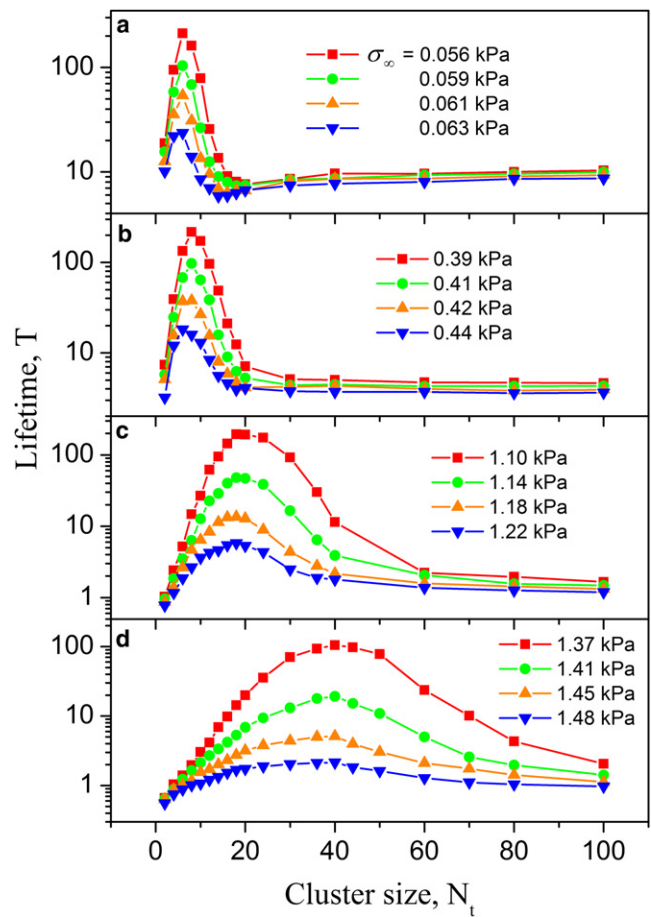 a
σ∞ = 0.056 kPa
0.059 kPa
0.061 kPa
0.063 kPa
100
10
b
0.39 kPa
0.41 kPa
0.42 kPa
0.44 kPa
100
10
Lifetime, T
c
1.10 kPa
1.14 kPa
1.18 kPa
1.22 kPa
100
10
1
d
1.37 kPa
1.41 kPa
1.45 kPa
1.48 kPa
100
10
1
0 20 40 60 80 100
Cluster size, Nt